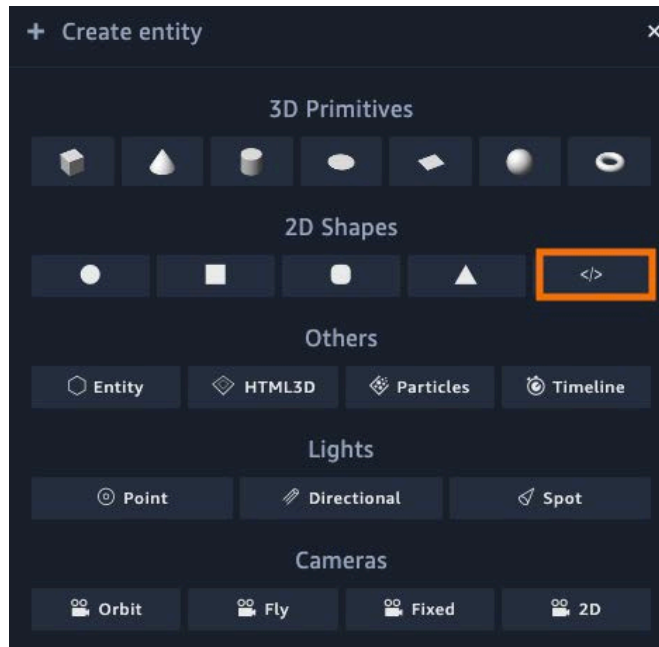 + Create entity ×
3D Primitives
2D Shapes
</>
Others
Entity HTML3D Particles Timeline
Lights
Point Directional Spot
Cameras
Orbit Fly Fixed 2D